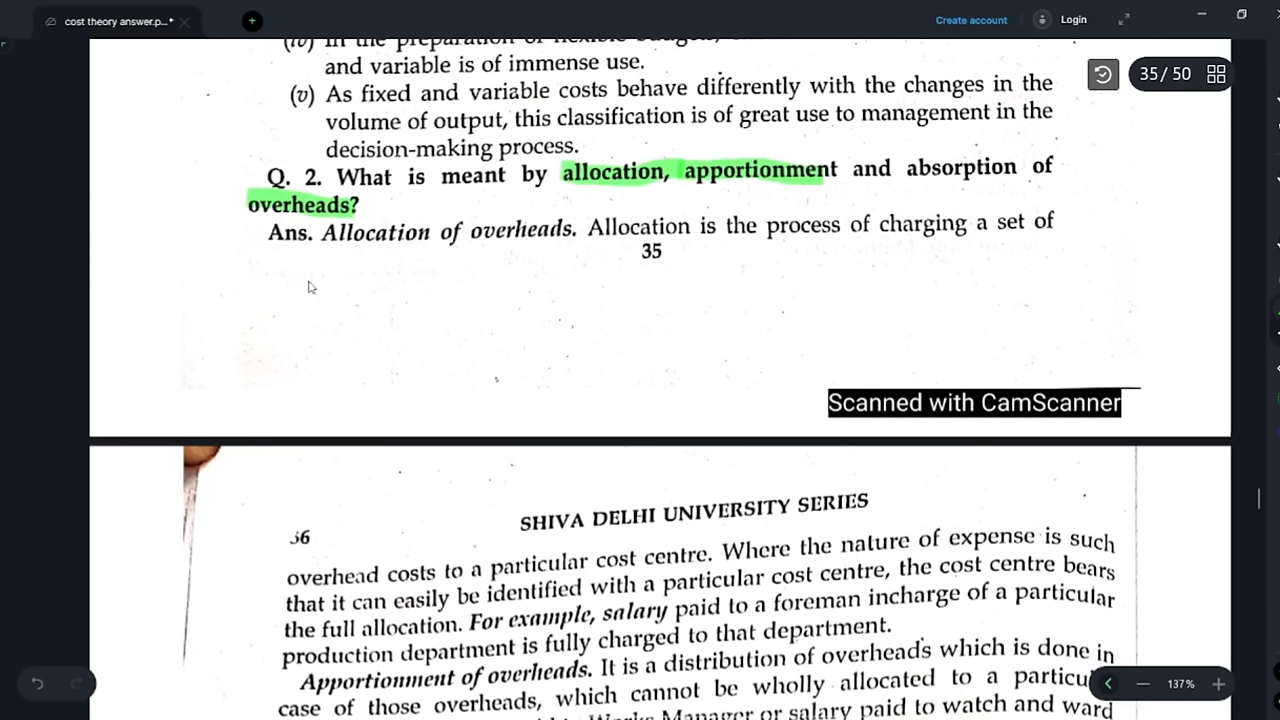 cost theory answer.p...*
Create account
Login
35/50
(iv) in the preparation of flexible budgets,
and variable is of immense use.
(v) As fixed and variable costs behave differently with the changes in the
volume of output, this classification is of great use to management in the
decision-making process.
Q. 2. What is meant by allocation, apportionment and absorption of
overheads?
Ans. Allocation of overheads. Allocation is the process of charging a set of
35
Scanned with CamScanner
36
SHIVA DELHI UNIVERSITY SERIES
overhead costs to a particular cost centre. Where the nature of expense is such
that it can easily be identified with a particular cost centre, the cost centre bears
the full allocation. For example, salary paid to a foreman incharge of a particular
production department is fully charged to that department.
Apportionment of overheads. It is a distribution of overheads which is done in
case of those overheads, which cannot be wholly allocated to a particu
Works Manager or salary paid to watch and ward
137%